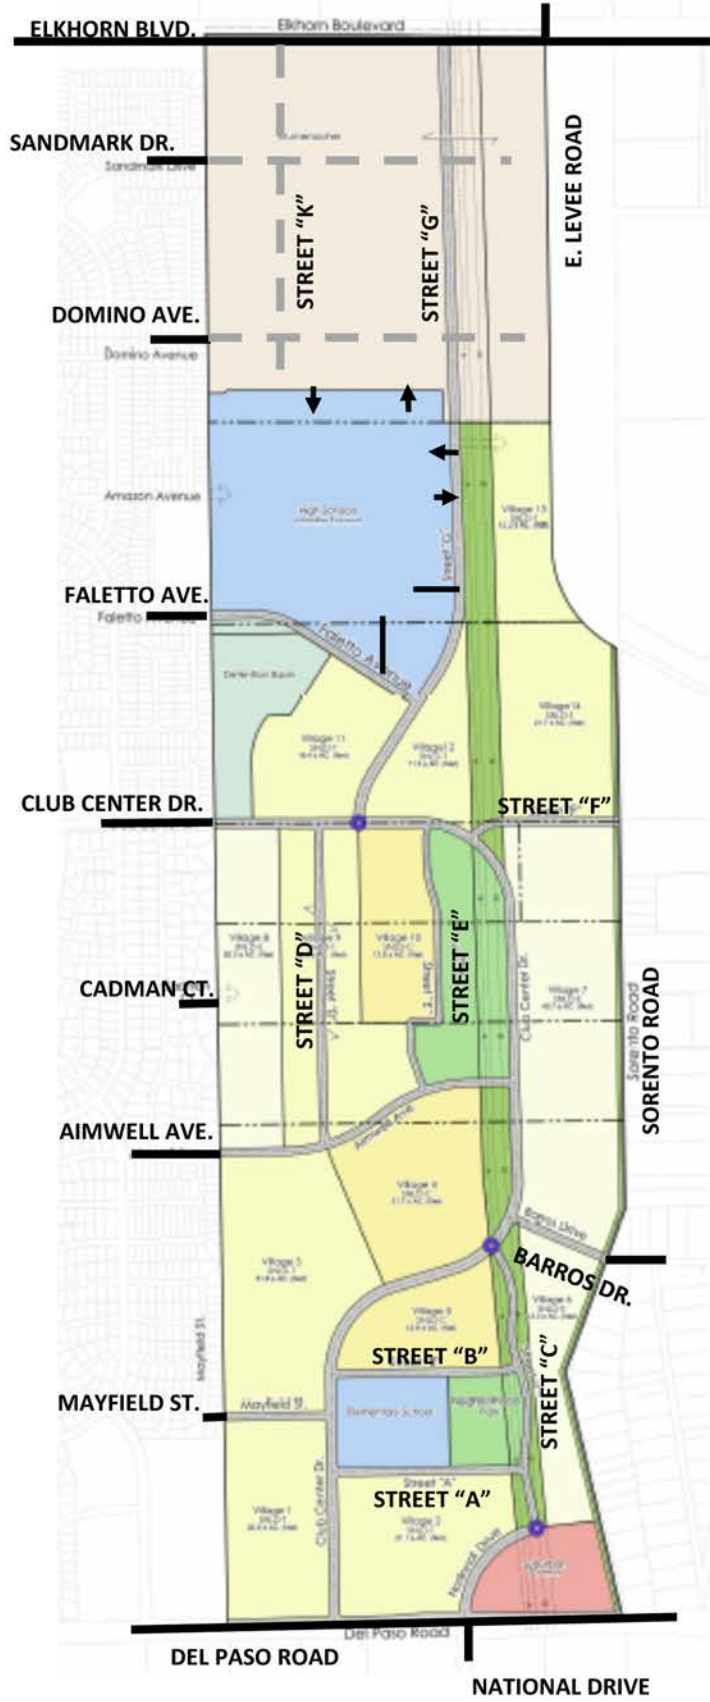 Elkhorn Boulevard
ELKHORN BLVD.
SANDMARK DR.
Sandmark Drive
E. LEVEE ROAD
STREET "K"
STREET "G"
DOMINO AVE.
Domino Avenue
Amazon Avenue
High School
Village 13
Street "G"
FALETTO AVE.
Faletto Avenue
Faletto Avenue
Detention Basin
Village 11
Village 12
Village 14
CLUB CENTER DR.
STREET "F"
Village 8
Village 9
Village 10
Village 7
STREET "D"
Street "D"
STREET "E"
Street "E"
Club Center Dr.
CADMAN CT.
Sorento Road
SORENTO ROAD
AIMWELL AVE.
Aimwell Ave.
Village 4
Barros Drive
BARROS DR.
Village 3
Village 5
Village 6
Mayfield St.
STREET "B"
STREET "C"
MAYFIELD ST.
Mayfield St.
Elementary School
Neighborhood
Park
Club Center Dr.
Street "A"
STREET "A"
Village 1
Village 2
National Drive
Del Paso Road
DEL PASO ROAD
NATIONAL DRIVE